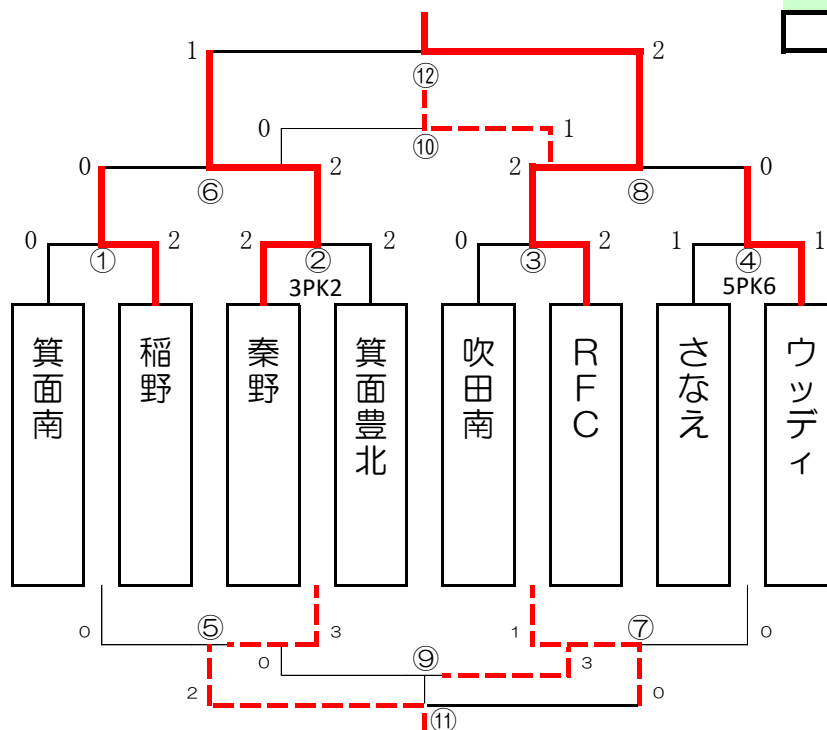 1 2
⑫
0 1
⑩
0 2 2 0
⑥ ⑧
0 2 2 2 0 2 1 1
① ② ③ ④
3PK2 5PK6
箕面南
稲野
秦野
箕面豊北
吹田南
RFC
さなえ
ウッディ
0 ⑤ 3 1 ⑦ 0
0 ⑨ 3
2 0
⑪